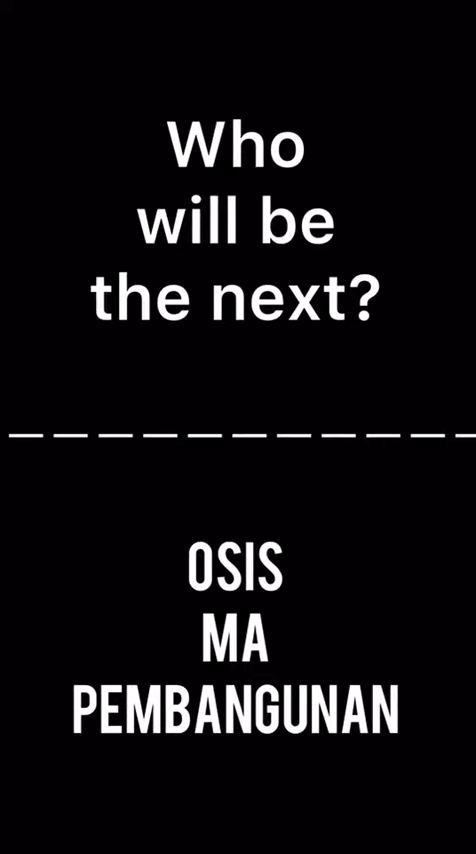 Who
will be
the next?
OSIS
MA
PEMBANGUNAN